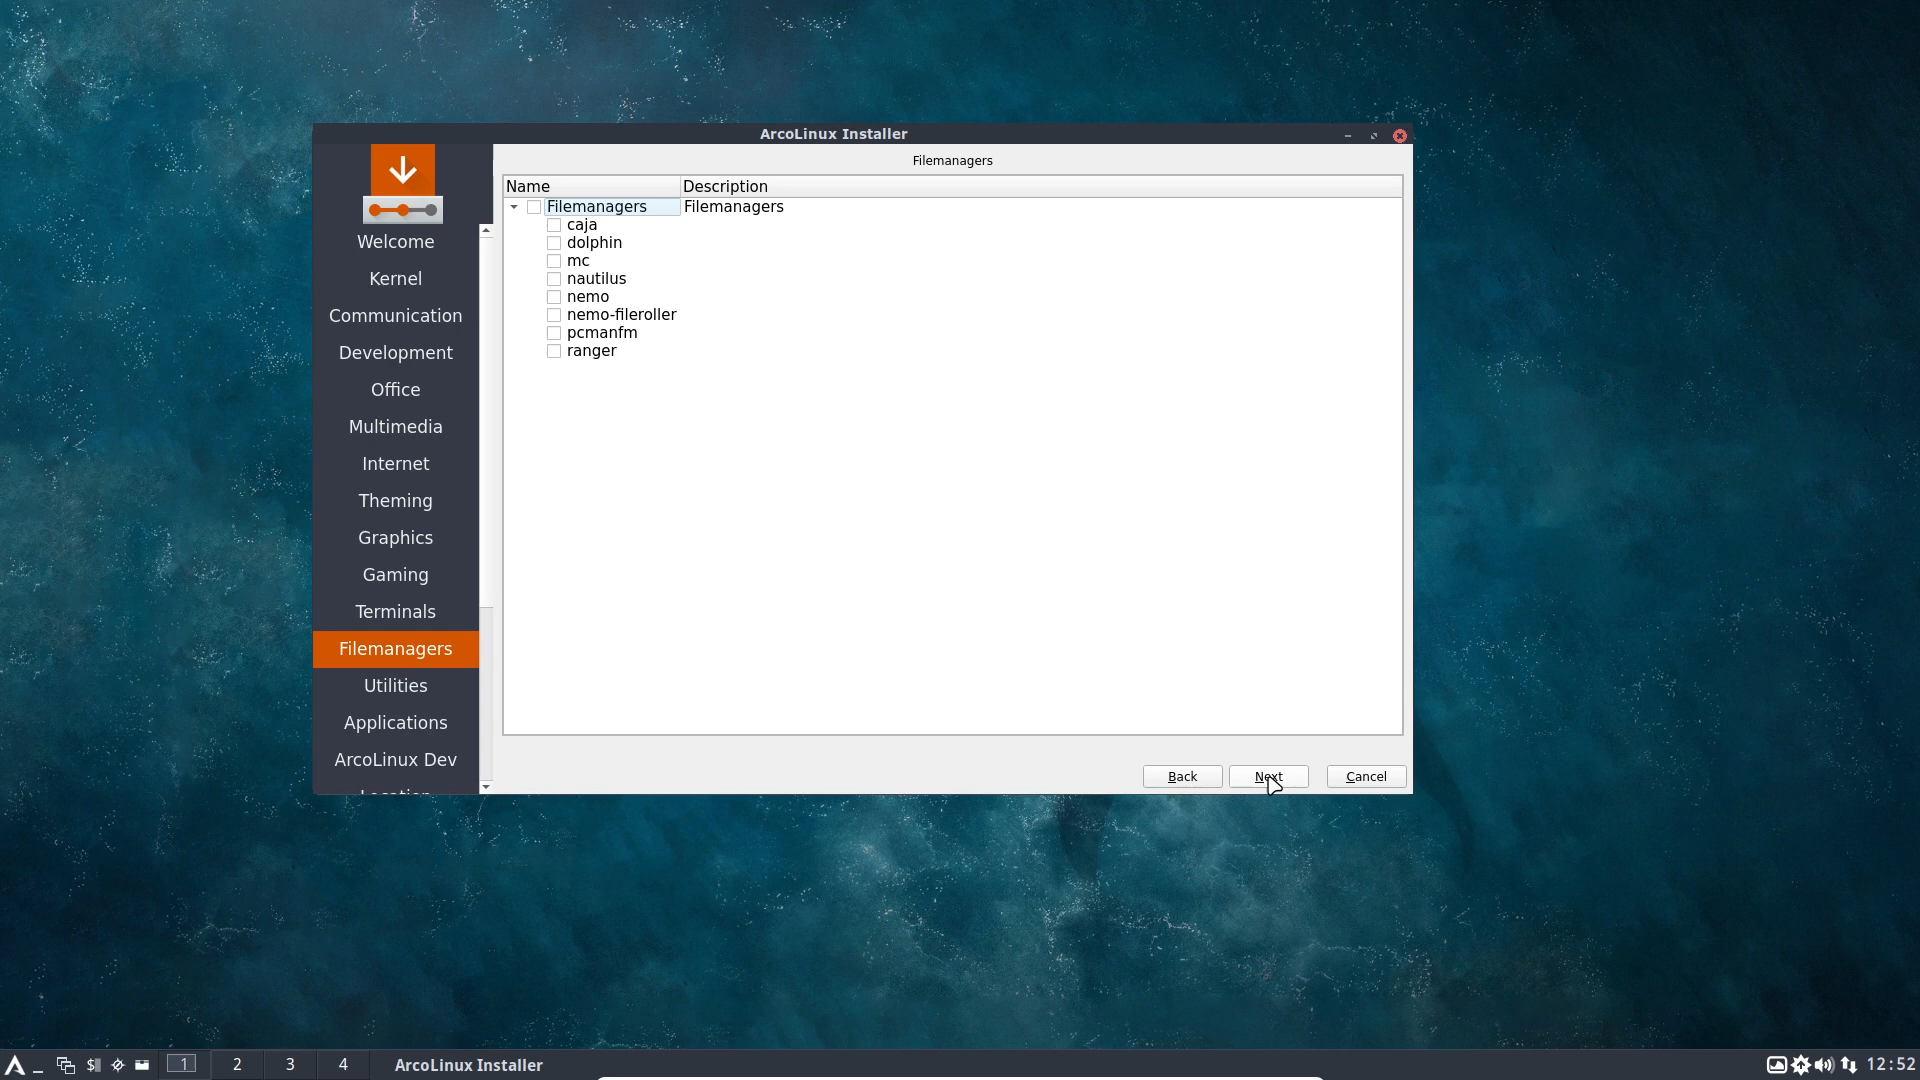 ArcoLinux Installer
Filemanagers
Name Description
Filemanagers Filemanagers
caja
dolphin
mc
nautilus
nemo
nemo-fileroller
pcmanfm
ranger
Welcome
Kernel
Communication
Development
Office
Multimedia
Internet
Theming
Graphics
Gaming
Terminals
Filemanagers
Utilities
Applications
ArcoLinux Dev
Location
Back Next Cancel
1 2 3 4 ArcoLinux Installer 12:52